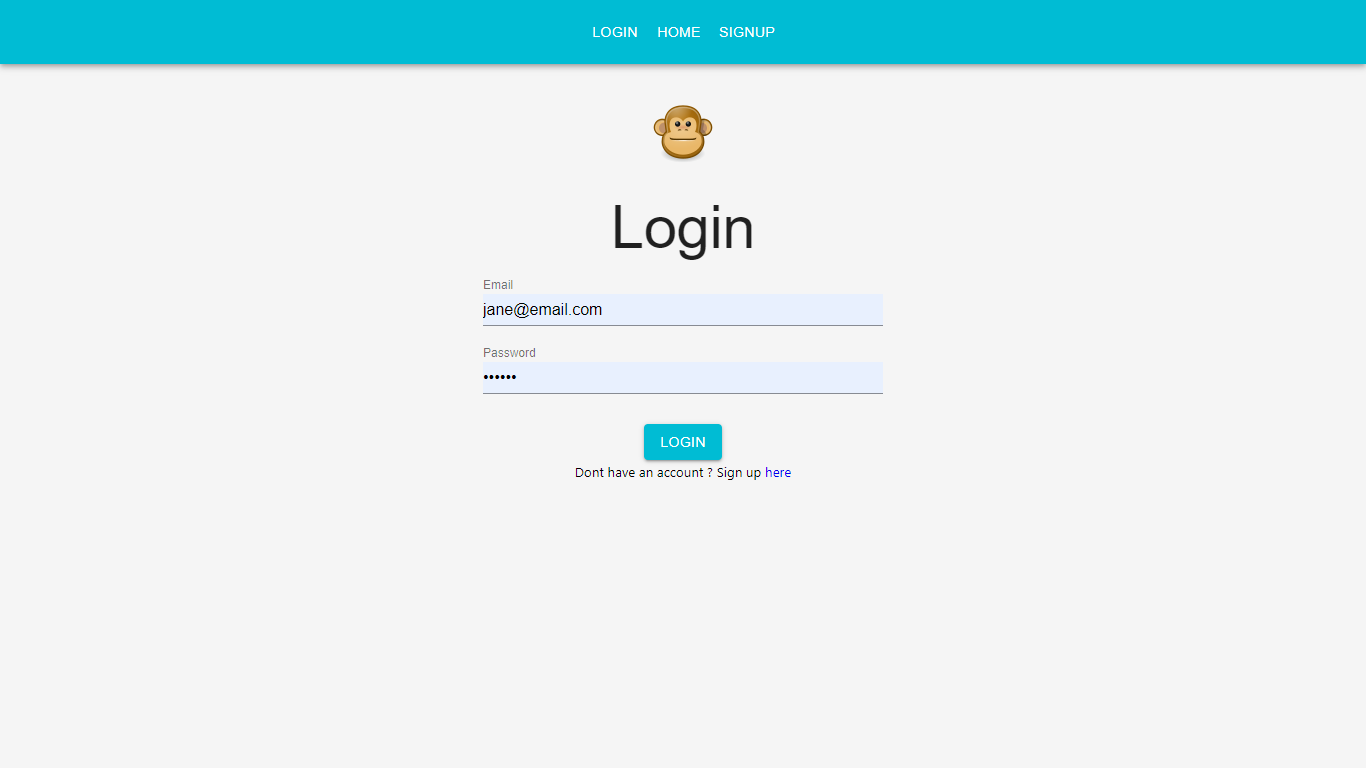 LOGIN HOME SIGNUP
Login
Email
jane@email.com
Password
••••••
LOGIN
Dont have an account ? Sign up here